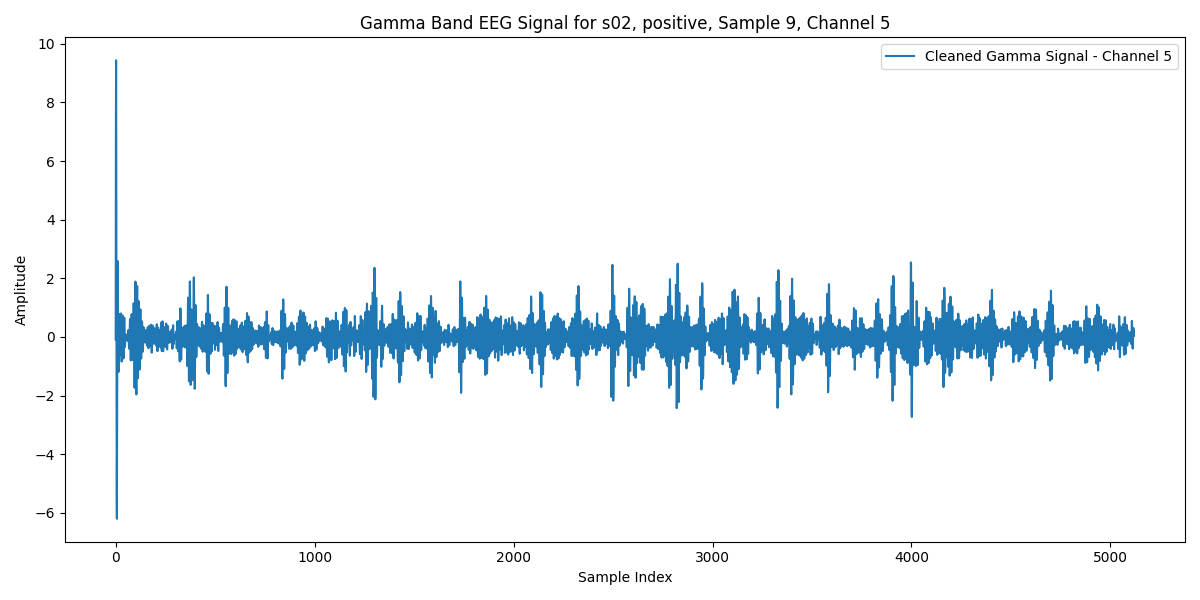 Gamma Band EEG Signal for s02, positive, Sample 9, Channel 5
Cleaned Gamma Signal - Channel 5
Amplitude
10
8
6
4
2
0
−2
−4
−6
0 1000 2000 3000 4000 5000
Sample Index